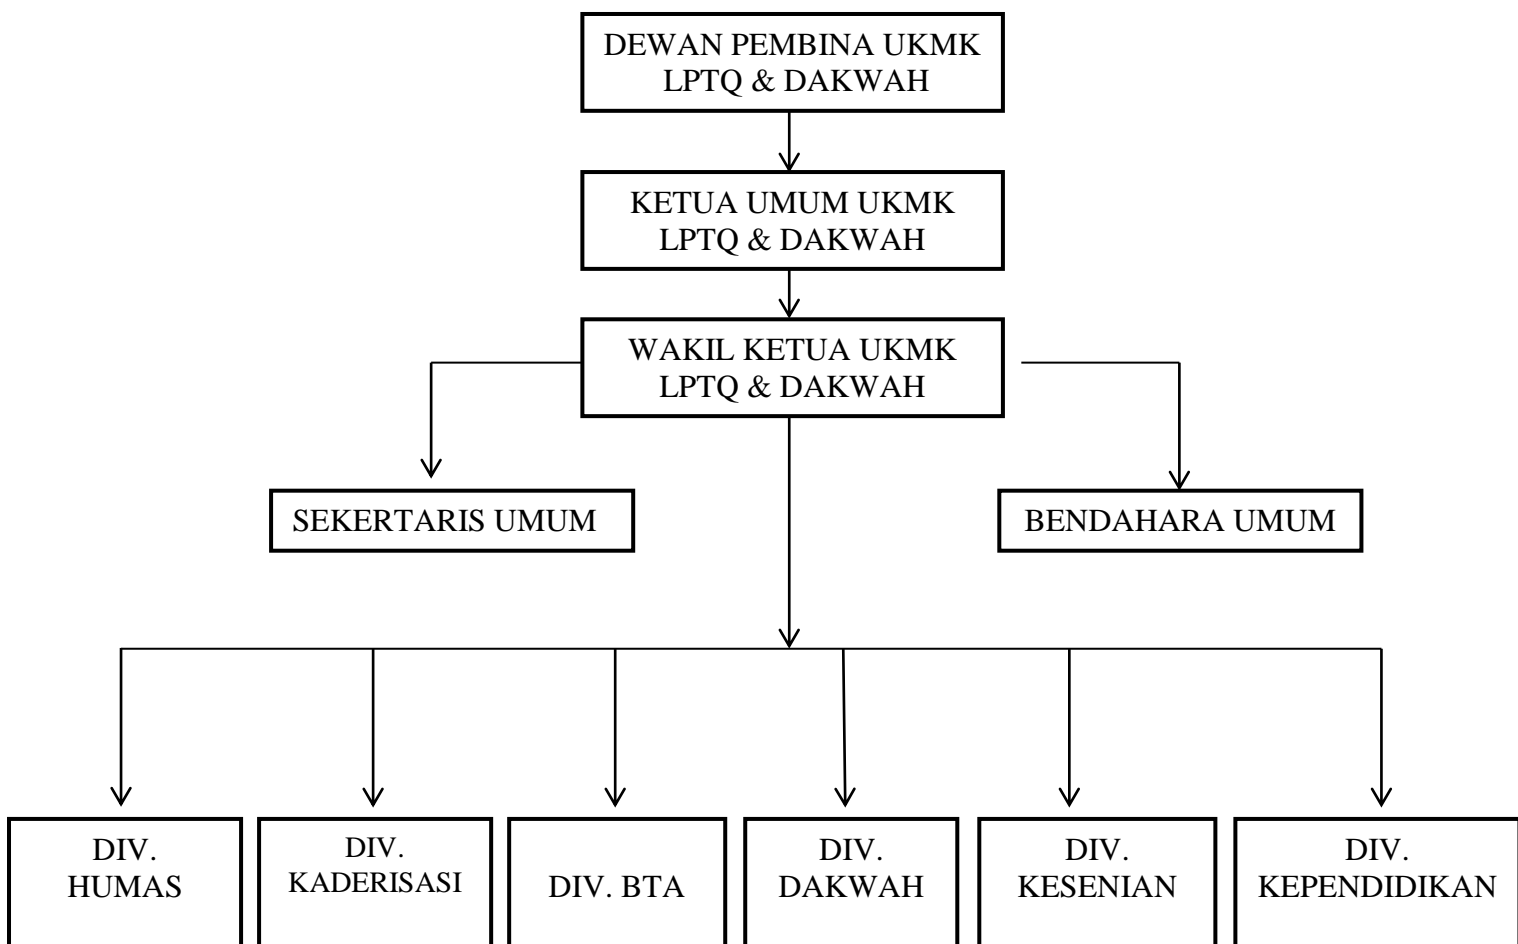 DEWAN PEMBINA UKMK
LPTQ & DAKWAH
KETUA UMUM UKMK
LPTQ & DAKWAH
WAKIL KETUA UKMK
LPTQ & DAKWAH
SEKERTARIS UMUM
BENDAHARA UMUM
DIV.
HUMAS
DIV.
KADERISASI
DIV. BTA
DIV.
DAKWAH
DIV.
KESENIAN
DIV.
KEPENDIDIKAN